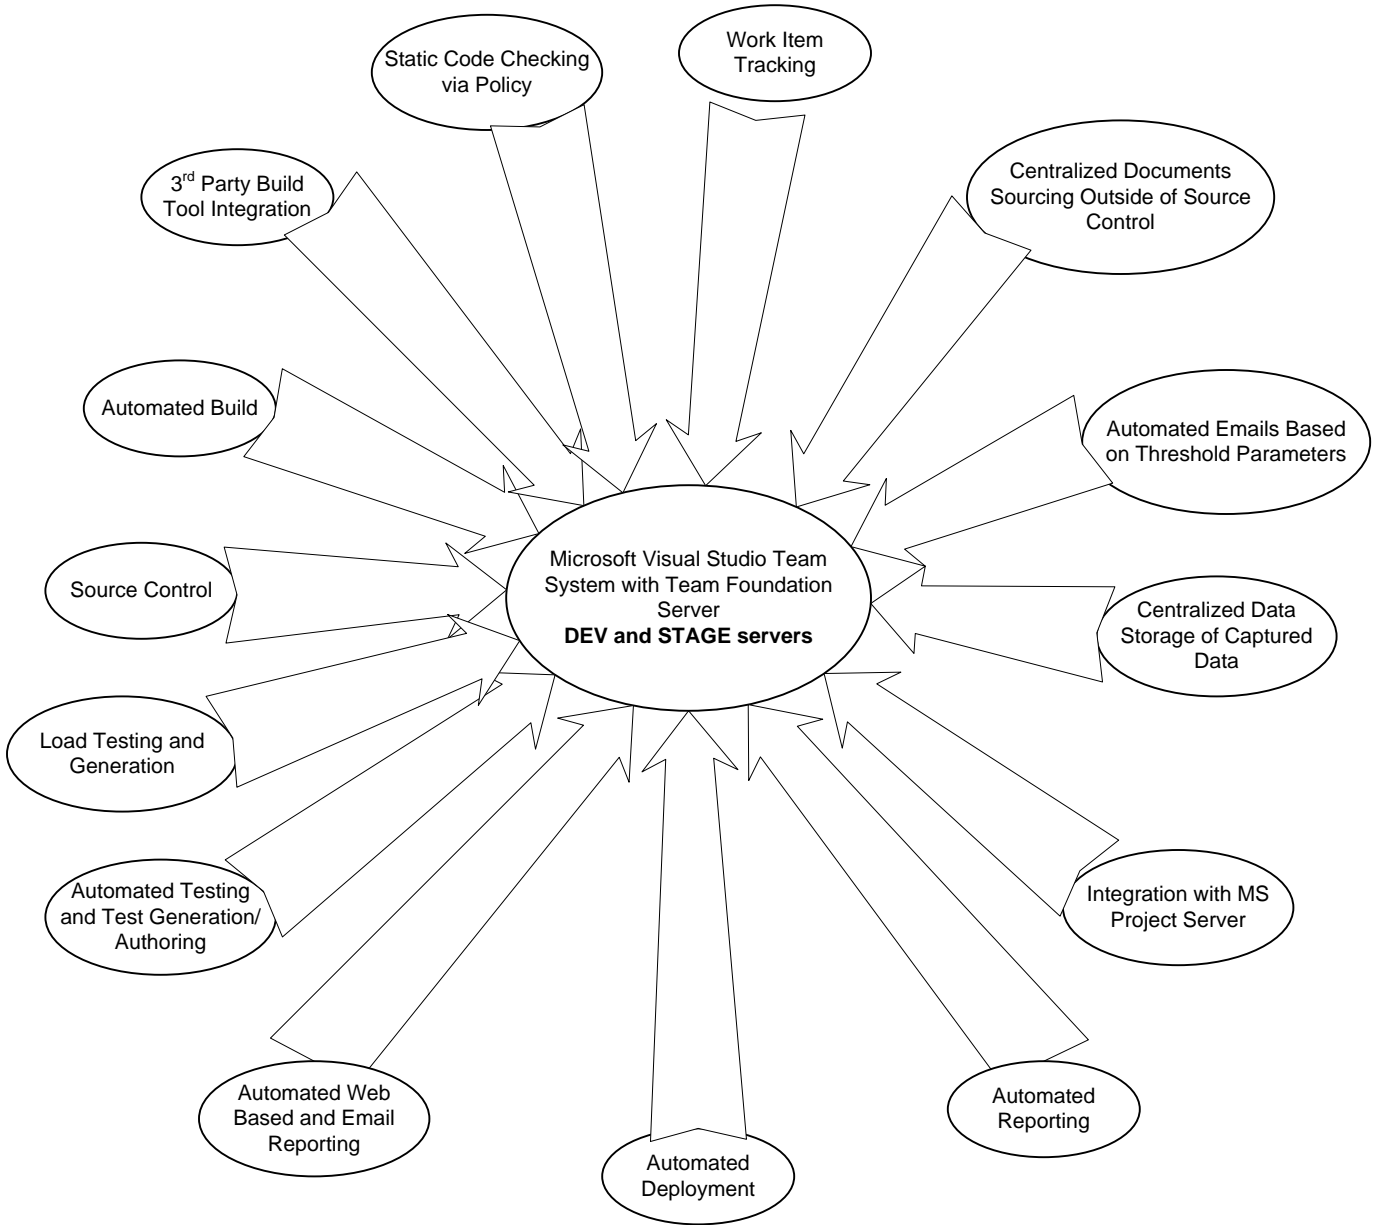 Work Item
Tracking
Static Code Checking
via Policy
3rd Party Build
Tool Integration
Centralized Documents
Sourcing Outside of Source
Control
Automated Build
Automated Emails Based
on Threshold Parameters
Source Control
Microsoft Visual Studio Team
System with Team Foundation
Server
DEV and STAGE servers
Centralized Data
Storage of Captured
Data
Load Testing and
Generation
Automated Testing
and Test Generation/
Authoring
Integration with MS
Project Server
Automated Web
Based and Email
Reporting
Automated
Reporting
Automated
Deployment